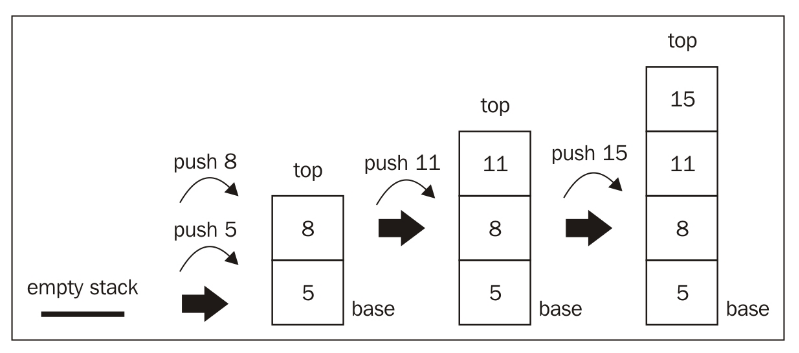 empty stack
push 8
push 5
top
8
5
base
push 11
top
11
8
5
base
push 15
top
15
11
8
5
base